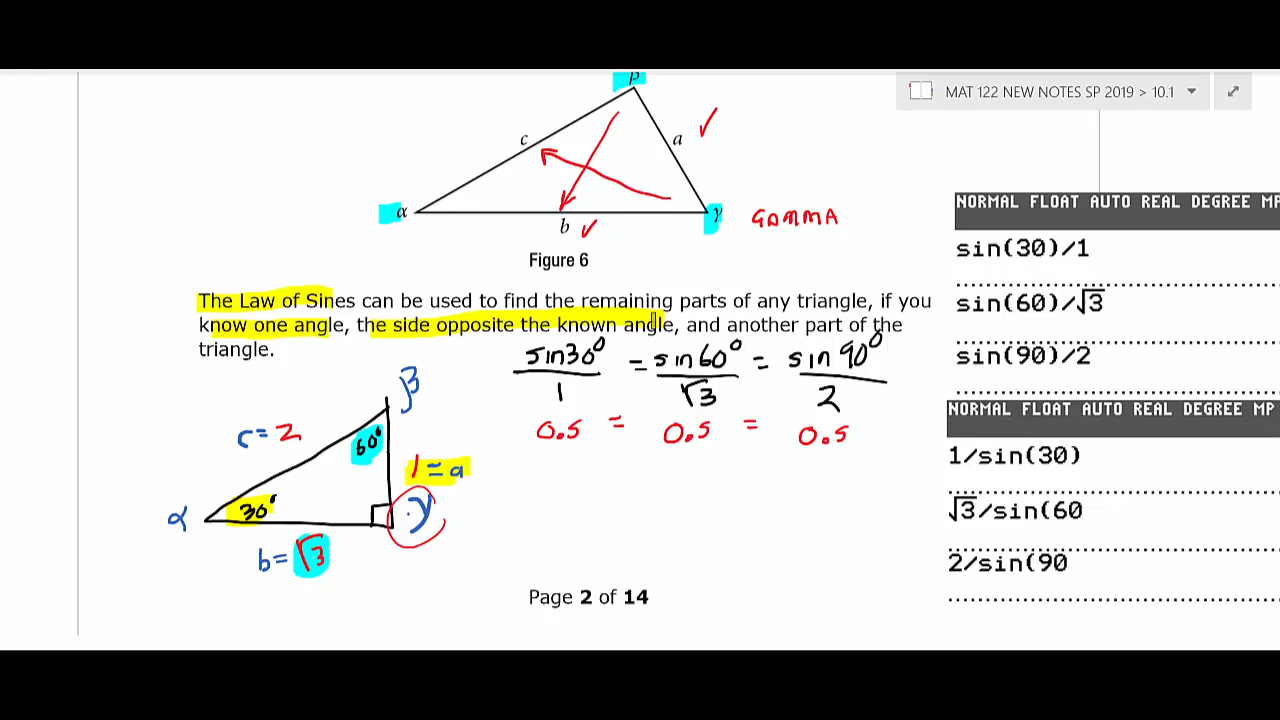 β
MAT 122 NEW NOTES SP 2019 > 10.1
c
a ✓
α
γ GAMMA
b ✓
Figure 6
The Law of Sines can be used to find the remaining parts of any triangle, if you
know one angle, the side opposite the known angle, and another part of the
triangle.
sin30° = sin60° = sin 90°
1 √3 2
0.5 = 0.5 = 0.5
β
c = 2
60°
1 = a
30°
α
γ
b = √3
Page 2 of 14
NORMAL FLOAT AUTO REAL DEGREE MP
sin(30)/1
sin(60)/√3
sin(90)/2
NORMAL FLOAT AUTO REAL DEGREE MP
1/sin(30)
√3/sin(60
2/sin(90